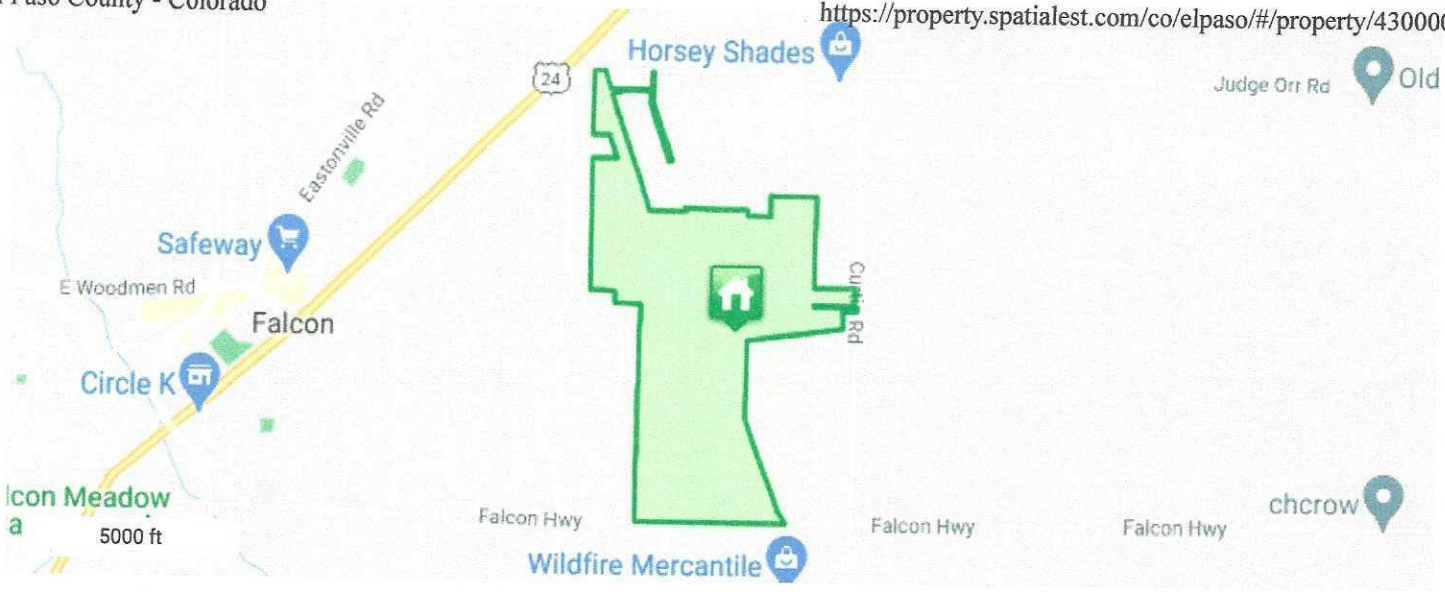 Paso County - Colorado
https://property.spatialest.com/co/elpaso/#/property/430000
Horsey Shades
24
Judge Orr Rd
Old
Eastonville Rd
Safeway
E Woodmen Rd
Falcon
Circle K
Rd
lcon Meadow
a
5000 ft
Falcon Hwy
Falcon Hwy
Falcon Hwy
chcrow
Wildfire Mercantile